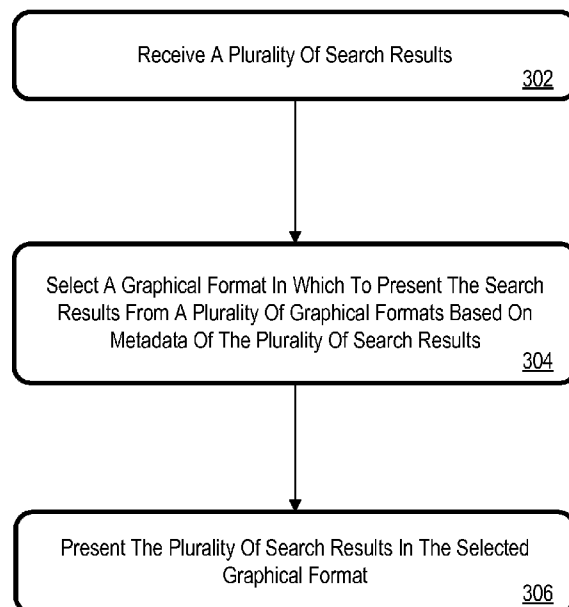 Receive A Plurality Of Search Results
302
Select A Graphical Format In Which To Present The Search
Results From A Plurality Of Graphical Formats Based On
Metadata Of The Plurality Of Search Results
304
Present The Plurality Of Search Results In The Selected
Graphical Format
306